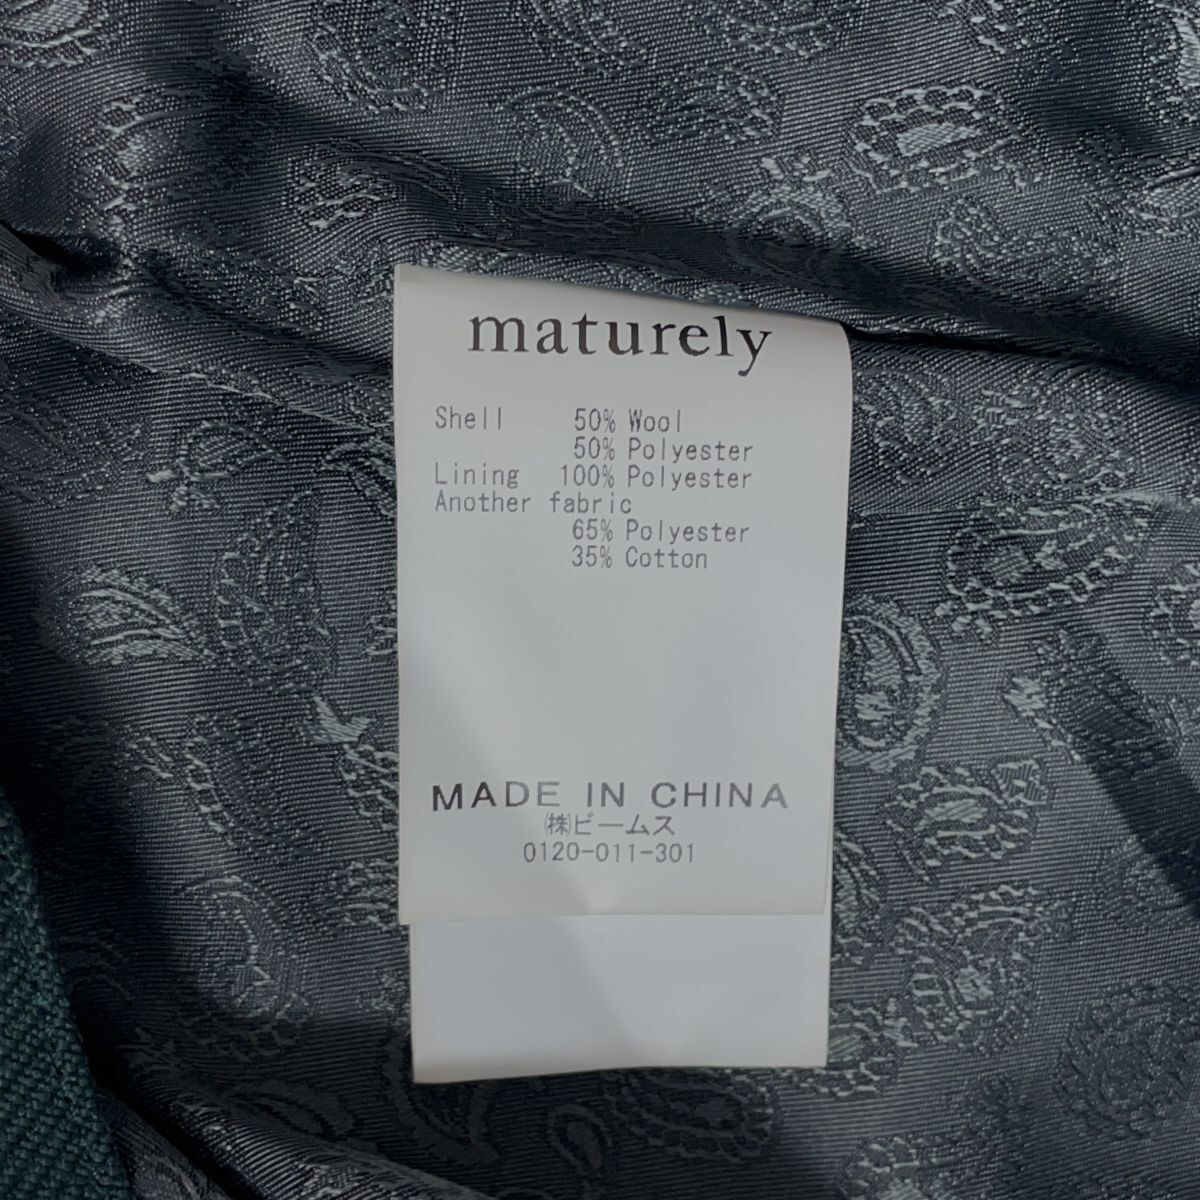 maturely
Shell 50% Wool
50% Polyester
Lining 100% Polyester
Another fabric
65% Polyester
35% Cotton
MADE IN CHINA
㈱ビームス
0120-011-301